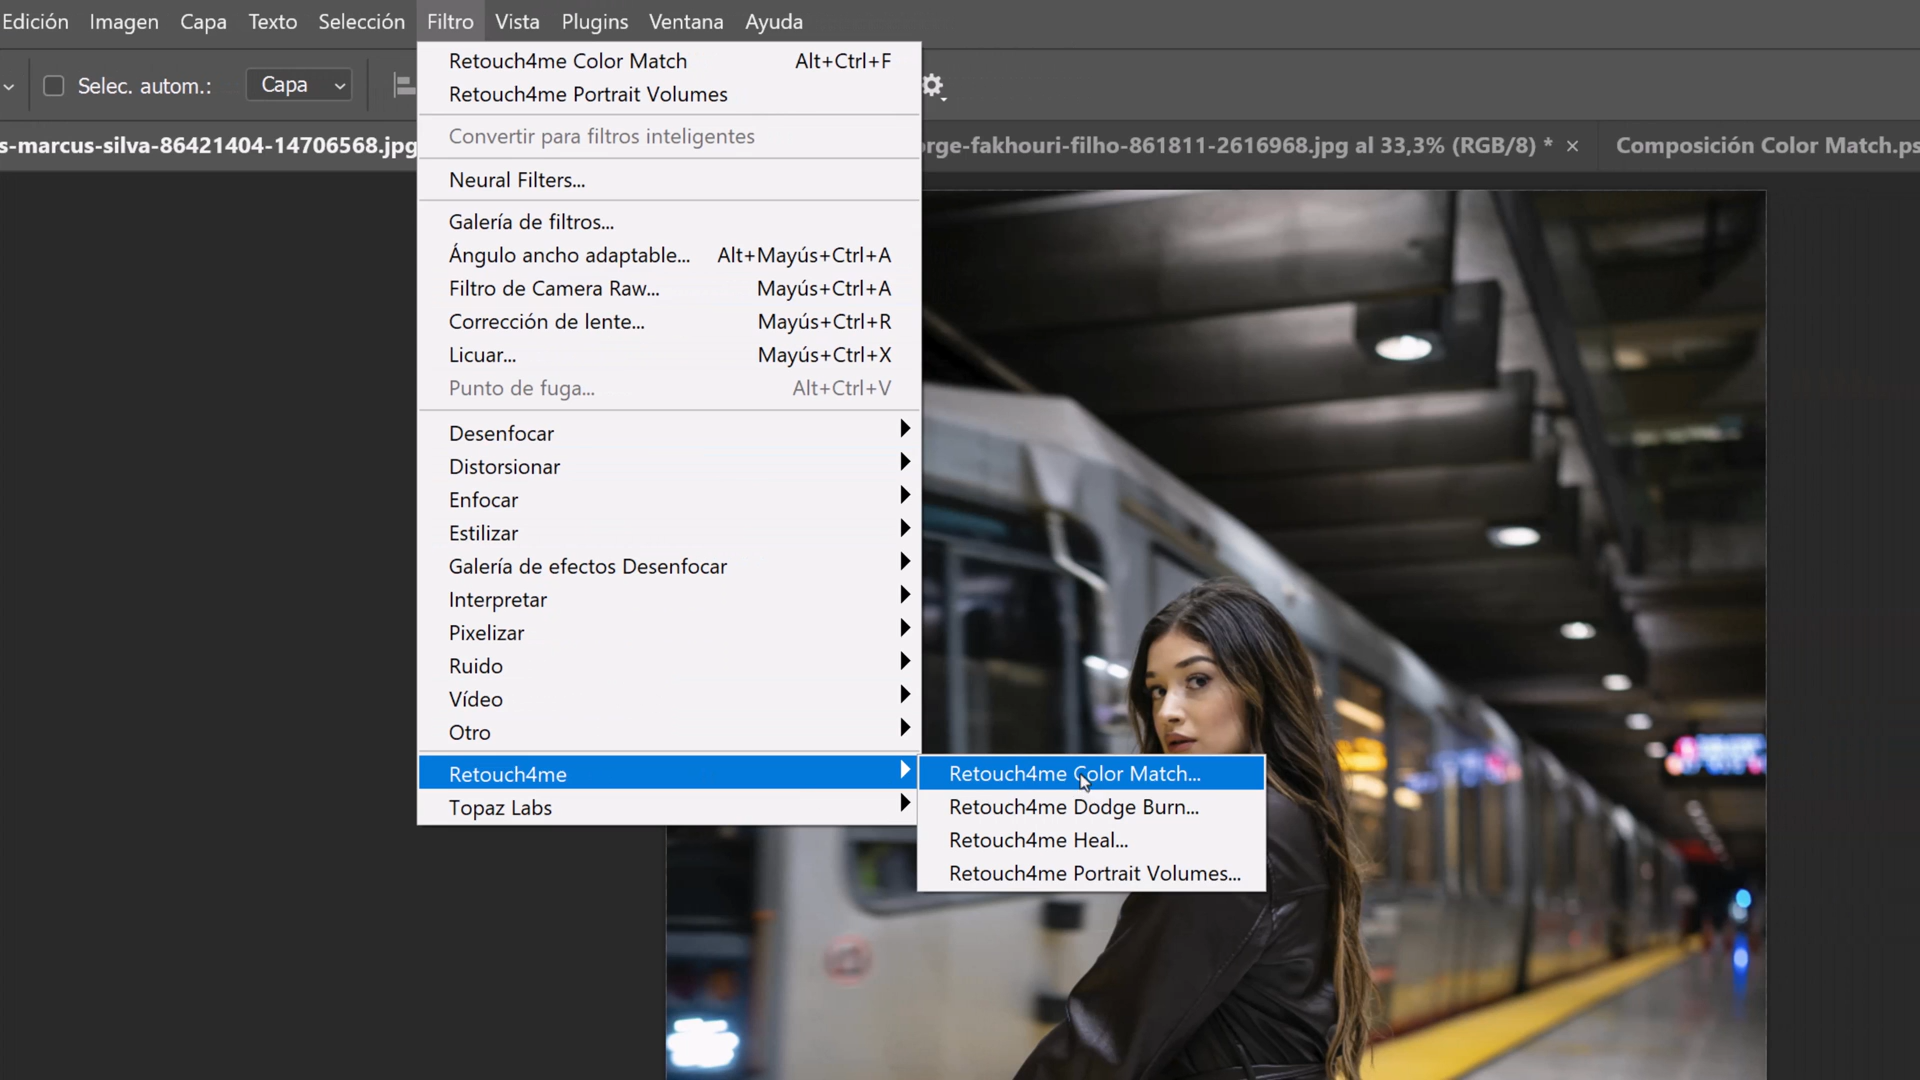 Edición Imagen Capa Texto Selección Filtro Vista Plugins Ventana Ayuda
Selec. autom.: Capa
s-marcus-silva-86421404-14706568.jpg
orge-fakhouri-filho-861811-2616968.jpg al 33,3% (RGB/8) * ×
Composición Color Match.ps
Retouch4me Color Match Alt+Ctrl+F
Retouch4me Portrait Volumes
Convertir para filtros inteligentes
Neural Filters...
Galería de filtros...
Ángulo ancho adaptable... Alt+Mayús+Ctrl+A
Filtro de Camera Raw... Mayús+Ctrl+A
Corrección de lente... Mayús+Ctrl+R
Licuar... Mayús+Ctrl+X
Punto de fuga... Alt+Ctrl+V
Desenfocar
Distorsionar
Enfocar
Estilizar
Galería de efectos Desenfocar
Interpretar
Pixelizar
Ruido
Vídeo
Otro
Retouch4me
Topaz Labs
Retouch4me Color Match...
Retouch4me Dodge Burn...
Retouch4me Heal...
Retouch4me Portrait Volumes...